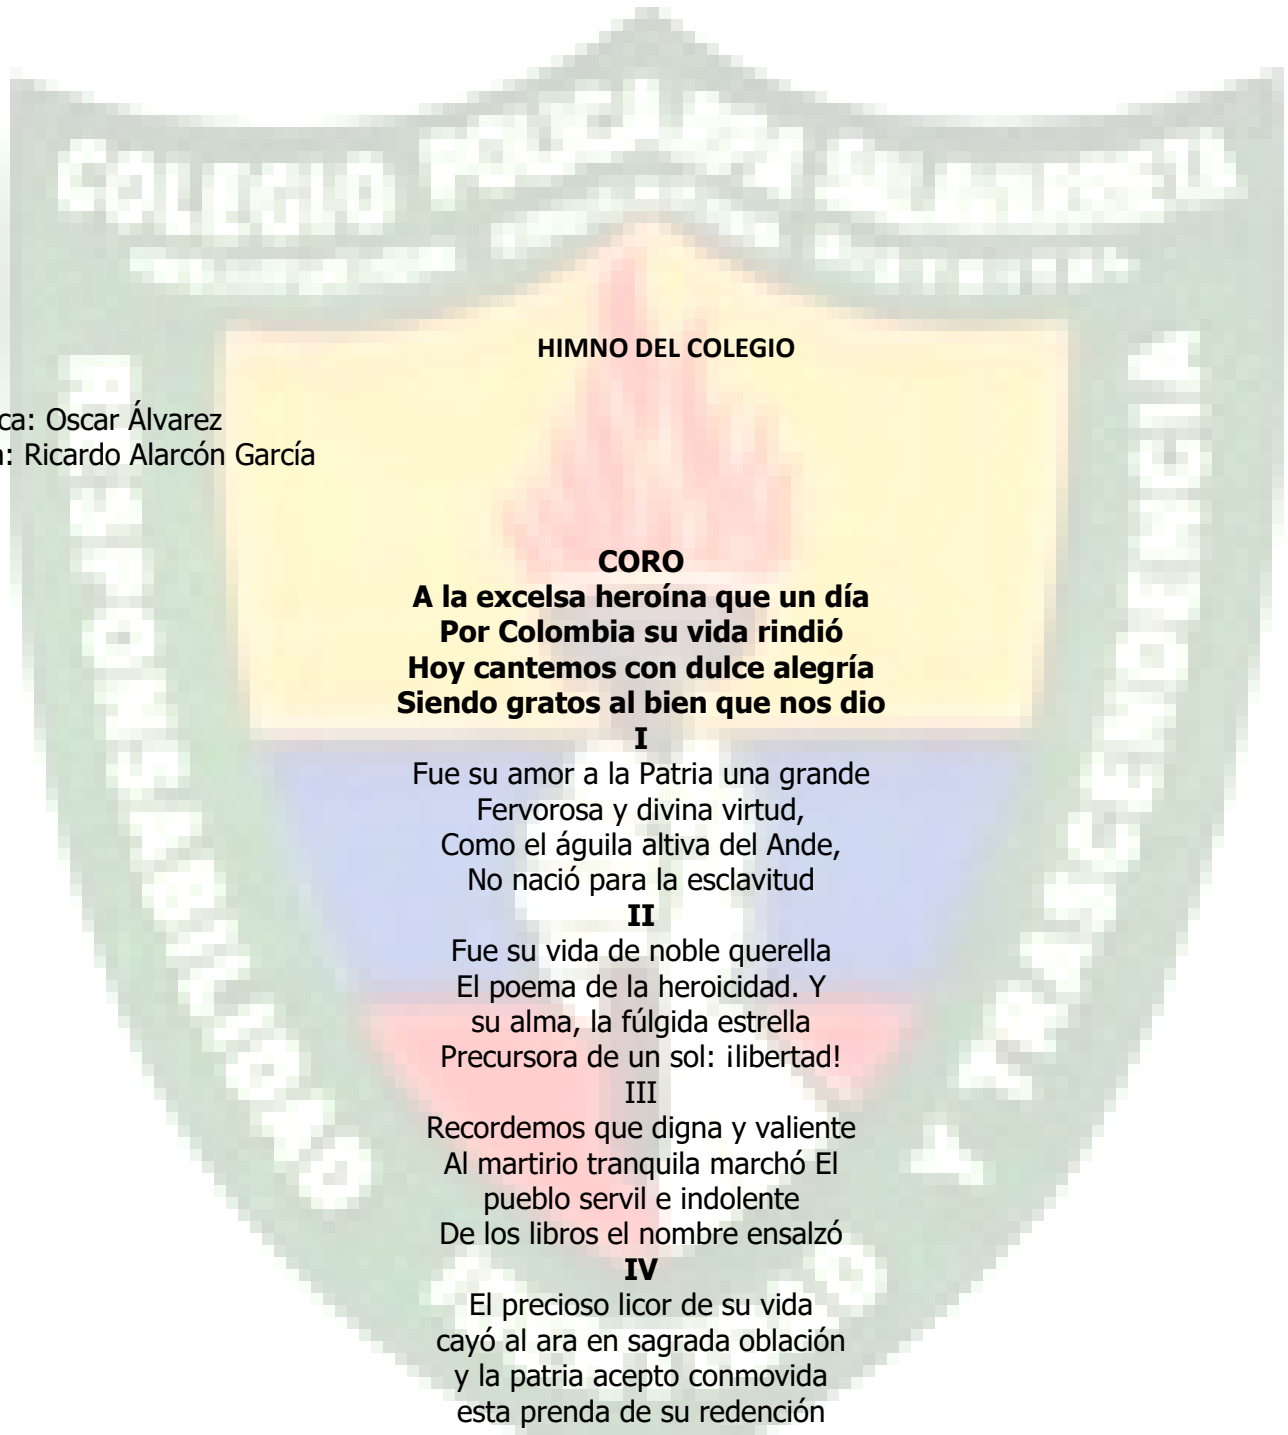 COLEGIO POLICARPA SALAVARRIETA
HIMNO DEL COLEGIO
ca: Oscar Álvarez
: Ricardo Alarcón García
CORO
A la excelsa heroína que un día
Por Colombia su vida rindió
Hoy cantemos con dulce alegría
Siendo gratos al bien que nos dio
I
Fue su amor a la Patria una grande
Fervorosa y divina virtud,
Como el águila altiva del Ande,
No nació para la esclavitud
II
Fue su vida de noble querella
El poema de la heroicidad. Y
su alma, la fúlgida estrella
Precursora de un sol: ¡libertad!
III
Recordemos que digna y valiente
Al martirio tranquila marchó El
pueblo servil e indolente
De los libros el nombre ensalzó
IV
El precioso licor de su vida
cayó al ara en sagrada oblación
y la patria acepto conmovida
esta prenda de su redención
RESPONSABILIDAD
Y TRASCENDENCIA